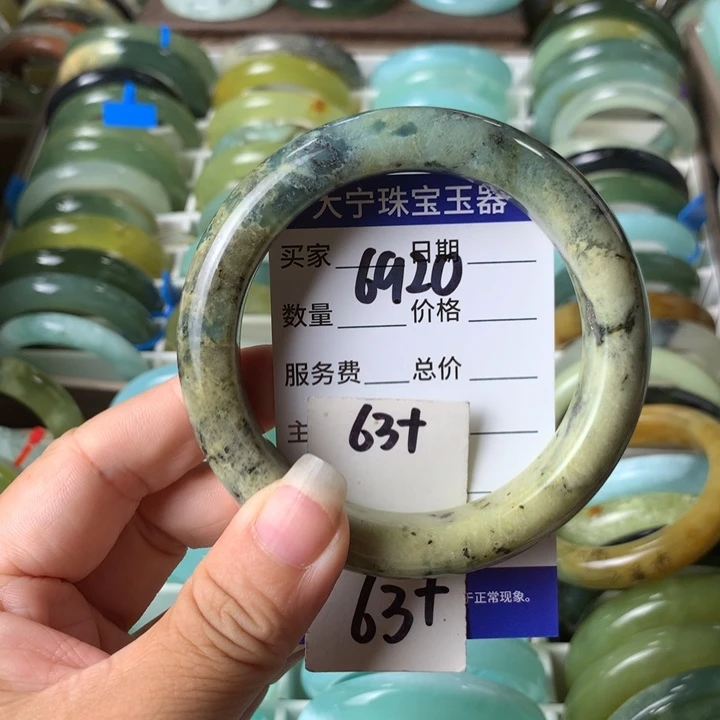 大宁珠宝玉器
买家 日期
6920
数量 价格
服务费 总价
63+
主
63+
于正常现象。